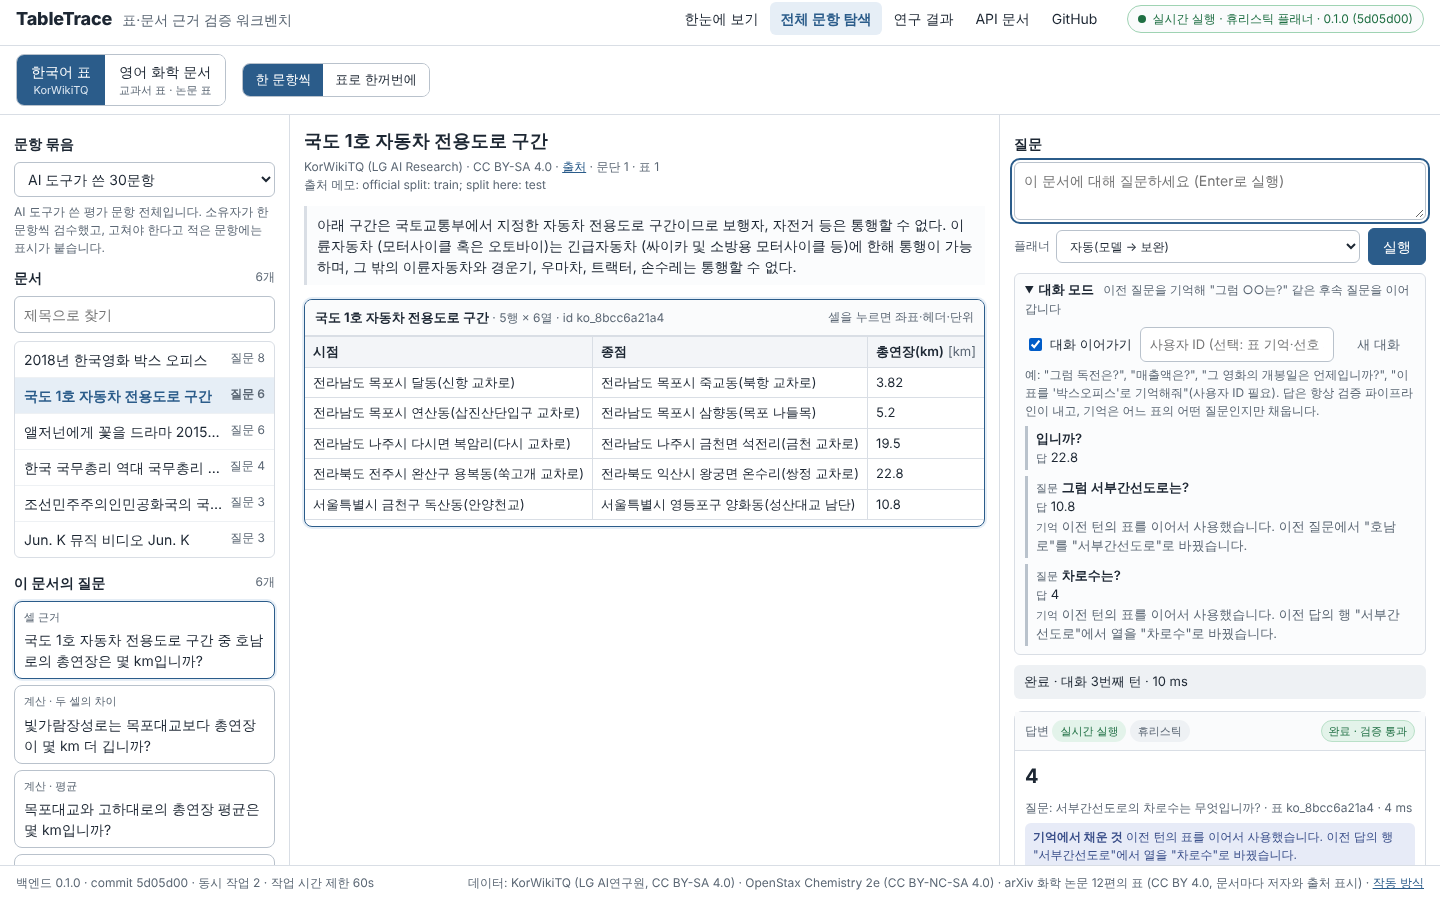 TableTrace 표·문서 근거 검증 워크벤치
한눈에 보기 전체 문항 탐색 연구 결과 API 문서 GitHub 실시간 실행 · 휴리스틱 플래너 · 0.1.0 (5d05d00)
한국어 표 영어 화학 문서 한 문항씩 표로 한꺼번에
KorWikiTQ 교과서 표 · 논문 표
문항 묶음
AI 도구가 쓴 30문항
AI 도구가 쓴 평가 문항 전체입니다. 소유자가 한
문항씩 검수했고, 고쳐야 한다고 적은 문항에는
표시가 붙습니다.
문서 6개
제목으로 찾기
2018년 한국영화 박스 오피스 질문 8
국도 1호 자동차 전용도로 구간 질문 6
앨저넌에게 꽃을 드라마 2015... 질문 6
한국 국무총리 역대 국무총리 ... 질문 4
조선민주주의인민공화국의 국... 질문 3
Jun. K 뮤직 비디오 Jun. K 질문 3
이 문서의 질문 6개
셀 근거
국도 1호 자동차 전용도로 구간 중 호남
로의 총연장은 몇 km입니까?
계산 · 두 셀의 차이
빛가람장성로는 목포대교보다 총연장
이 몇 km 더 깁니까?
계산 · 평균
목포대교와 고하대로의 총연장 평균은
몇 km입니까?
국도 1호 자동차 전용도로 구간
KorWikiTQ (LG AI Research) · CC BY-SA 4.0 · 출처 · 문단 1 · 표 1
출처 메모: official split: train; split here: test
아래 구간은 국토교통부에서 지정한 자동차 전용도로 구간이므로 보행자, 자전거 등은 통행할 수 없다. 이
륜자동차 (모터사이클 혹은 오토바이)는 긴급자동차 (싸이카 및 소방용 모터사이클 등)에 한해 통행이 가능
하며, 그 밖의 이륜자동차와 경운기, 우마차, 트랙터, 손수레는 통행할 수 없다.
국도 1호 자동차 전용도로 구간 · 5행 × 6열 · id ko_8bcc6a21a4 셀을 누르면 좌표·헤더·단위
시점 종점 총연장(km) [km]
전라남도 목포시 달동(신항 교차로) 전라남도 목포시 죽교동(북항 교차로) 3.82
전라남도 목포시 연산동(삽진산단입구 교차로) 전라남도 목포시 삼향동(목포 나들목) 5.2
전라남도 나주시 다시면 복암리(다시 교차로) 전라남도 나주시 금천면 석전리(금천 교차로) 19.5
전라북도 전주시 완산구 용복동(쑥고개 교차로) 전라북도 익산시 왕궁면 온수리(쌍정 교차로) 22.8
서울특별시 금천구 독산동(안양천교) 서울특별시 영등포구 양화동(성산대교 남단) 10.8
질문
이 문서에 대해 질문하세요 (Enter로 실행)
플래너 자동(모델 → 보완) 실행
▼ 대화 모드 이전 질문을 기억해 "그럼 ○○는?" 같은 후속 질문을 이어
갑니다
대화 이어가기 사용자 ID (선택: 표 기억·선호 새 대화
예: "그럼 독전은?", "매출액은?", "그 영화의 개봉일은 언제입니까?", "이
표를 '박스오피스'로 기억해줘"(사용자 ID 필요). 답은 항상 검증 파이프라
인이 내고, 기억은 어느 표의 어떤 질문인지만 채웁니다.
입니까?
답 22.8
질문 그럼 서부간선도로는?
답 10.8
기억 이전 턴의 표를 이어서 사용했습니다. 이전 질문에서 "호남
로"를 "서부간선도로"로 바꿨습니다.
질문 차로수는?
답 4
기억 이전 턴의 표를 이어서 사용했습니다. 이전 답의 행 "서부간
선도로"에서 열을 "차로수"로 바꿨습니다.
완료 · 대화 3번째 턴 · 10 ms
답변 실시간 실행 휴리스틱 완료 · 검증 통과
4
질문: 서부간선도로의 차로수는 무엇입니까? · 표 ko_8bcc6a21a4 · 4 ms
기억에서 채운 것 이전 턴의 표를 이어서 사용했습니다. 이전 답의 행
"서부간선도로"에서 열을 "차로수"로 바꿨습니다.
백엔드 0.1.0 · commit 5d05d00 · 동시 작업 2 · 작업 시간 제한 60s
데이터: KorWikiTQ (LG AI연구원, CC BY-SA 4.0) · OpenStax Chemistry 2e (CC BY-NC-SA 4.0) · arXiv 화학 논문 12편의 표 (CC BY 4.0, 문서마다 저자와 출처 표시) · 작동 방식